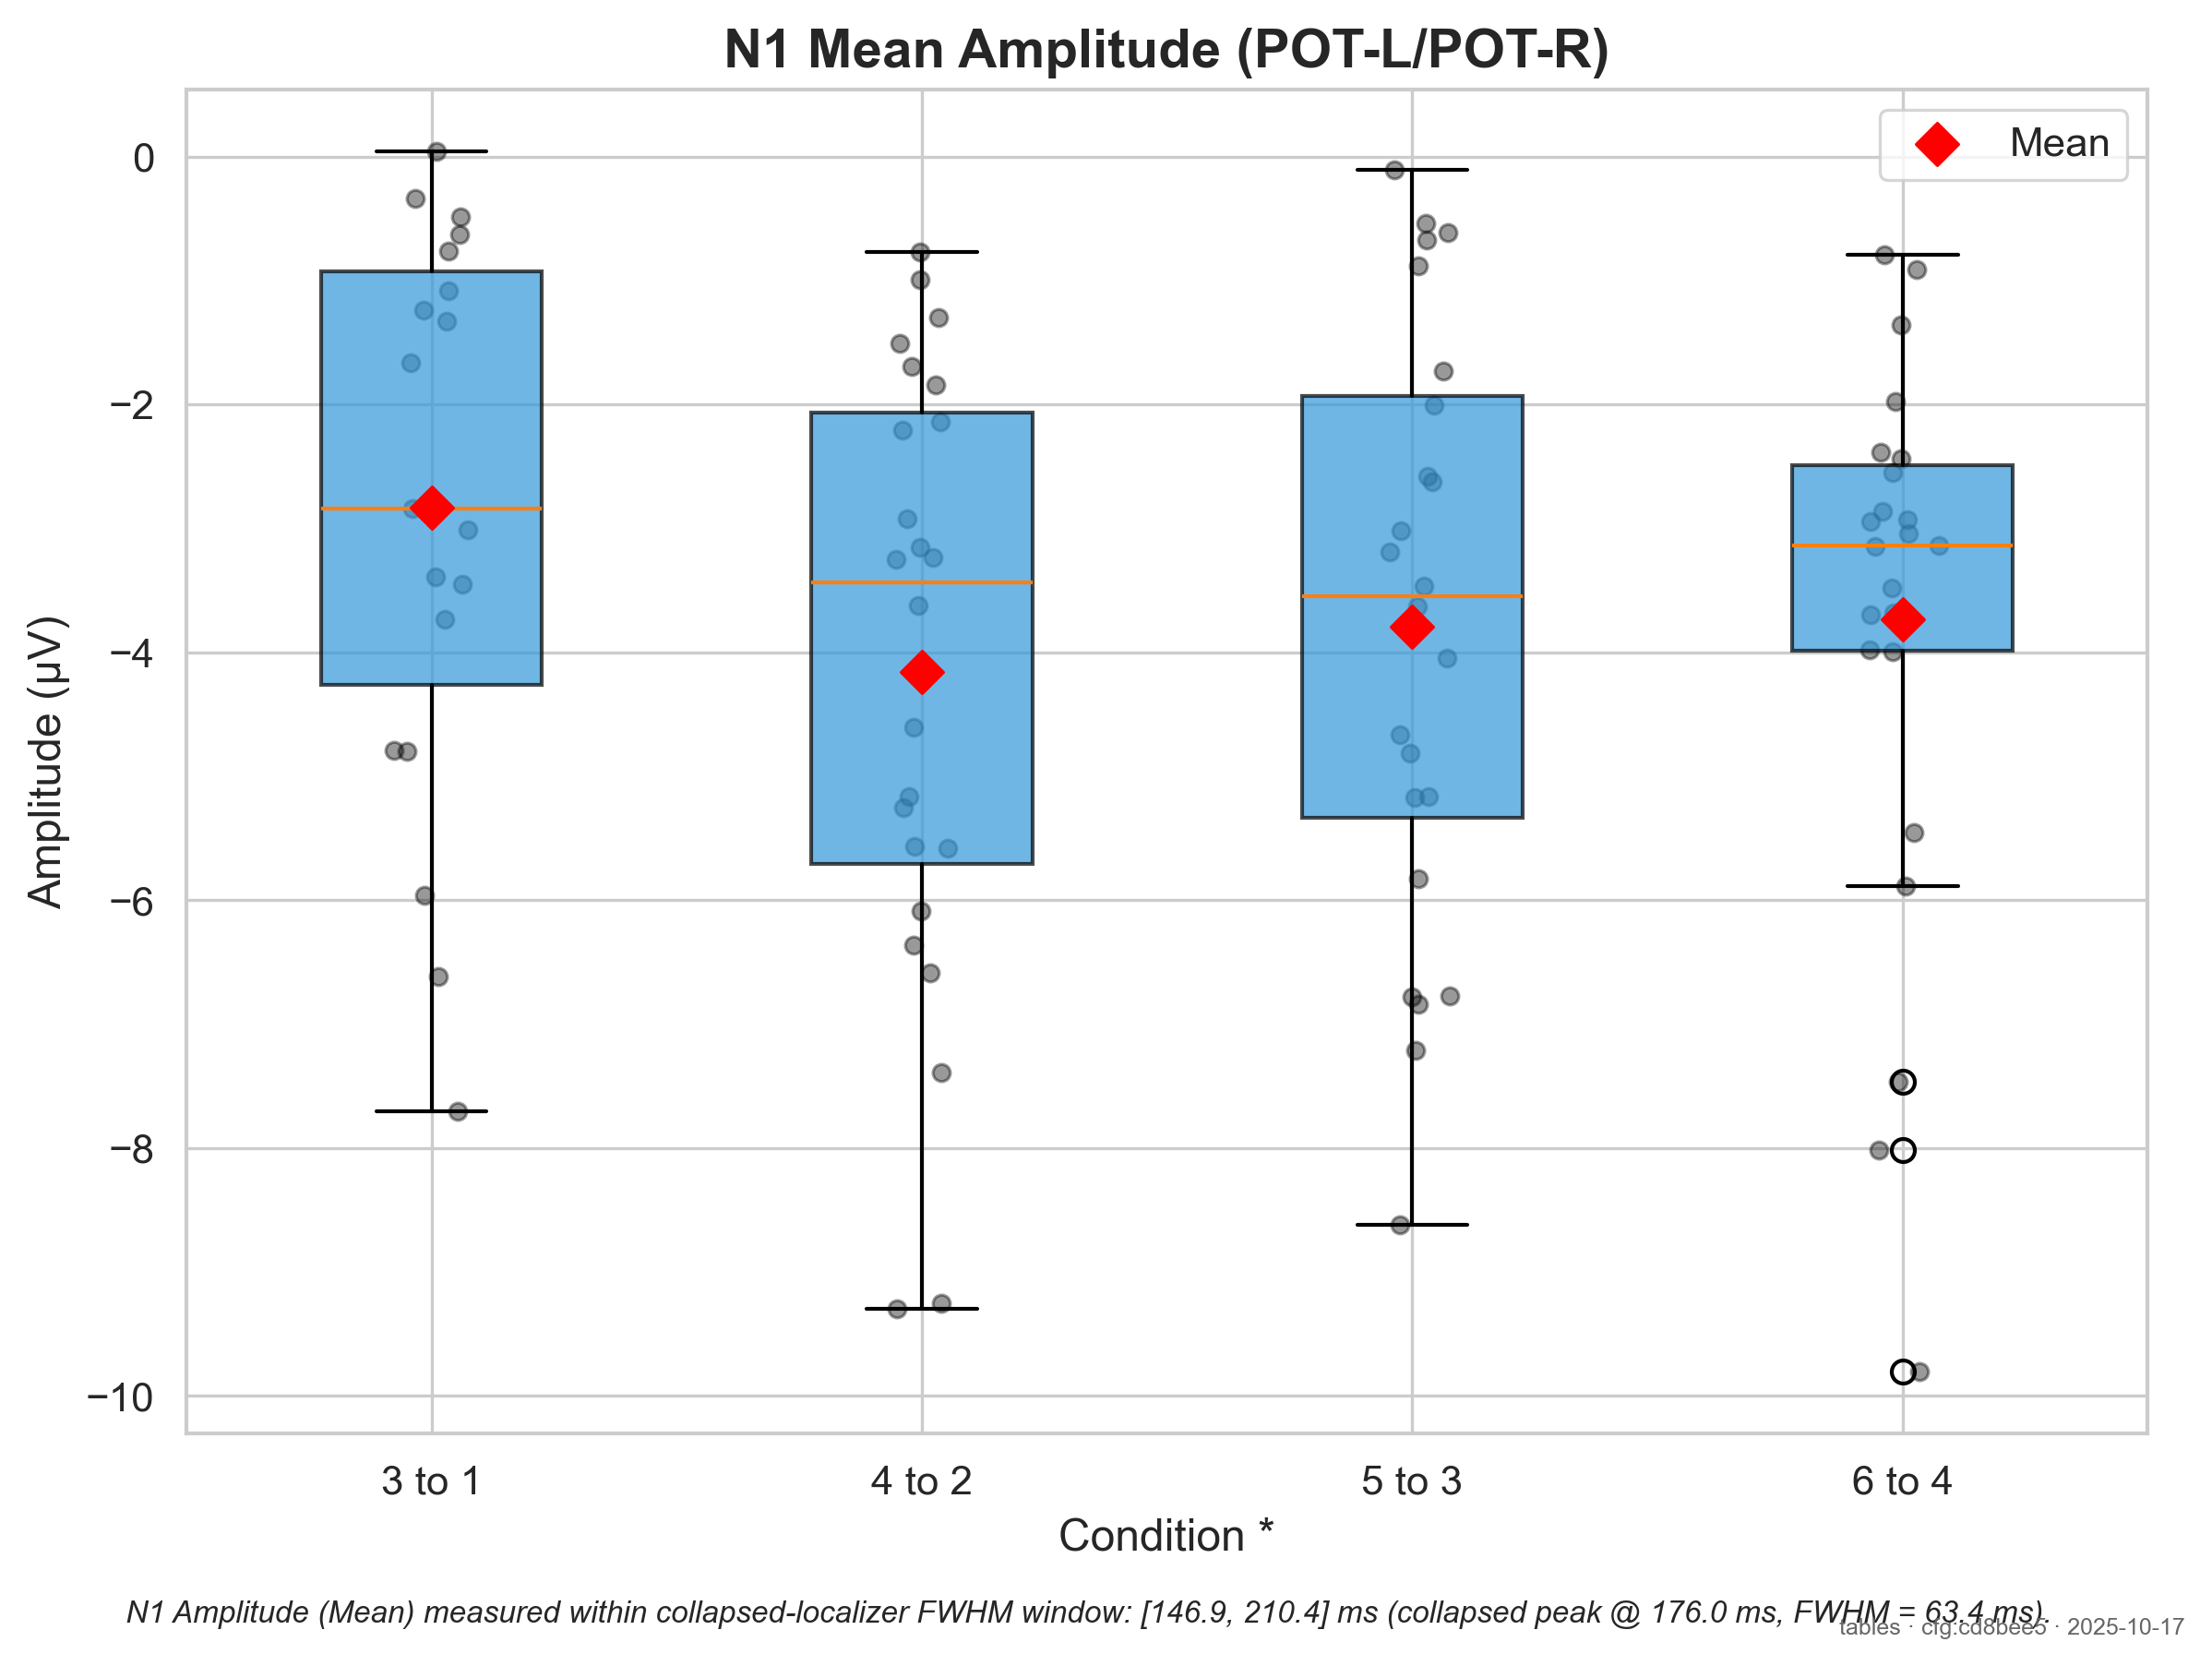 N1 Mean Amplitude (POT-L/POT-R)
Mean
0
−2
−4
−6
−8
−10
Amplitude (µV)
3 to 1
4 to 2
5 to 3
6 to 4
Condition *
N1 Amplitude (Mean) measured within collapsed-localizer FWHM window: [146.9, 210.4] ms (collapsed peak @ 176.0 ms, FWHM = 63.4 ms).
tables · cfg:cd8bee5 · 2025-10-17